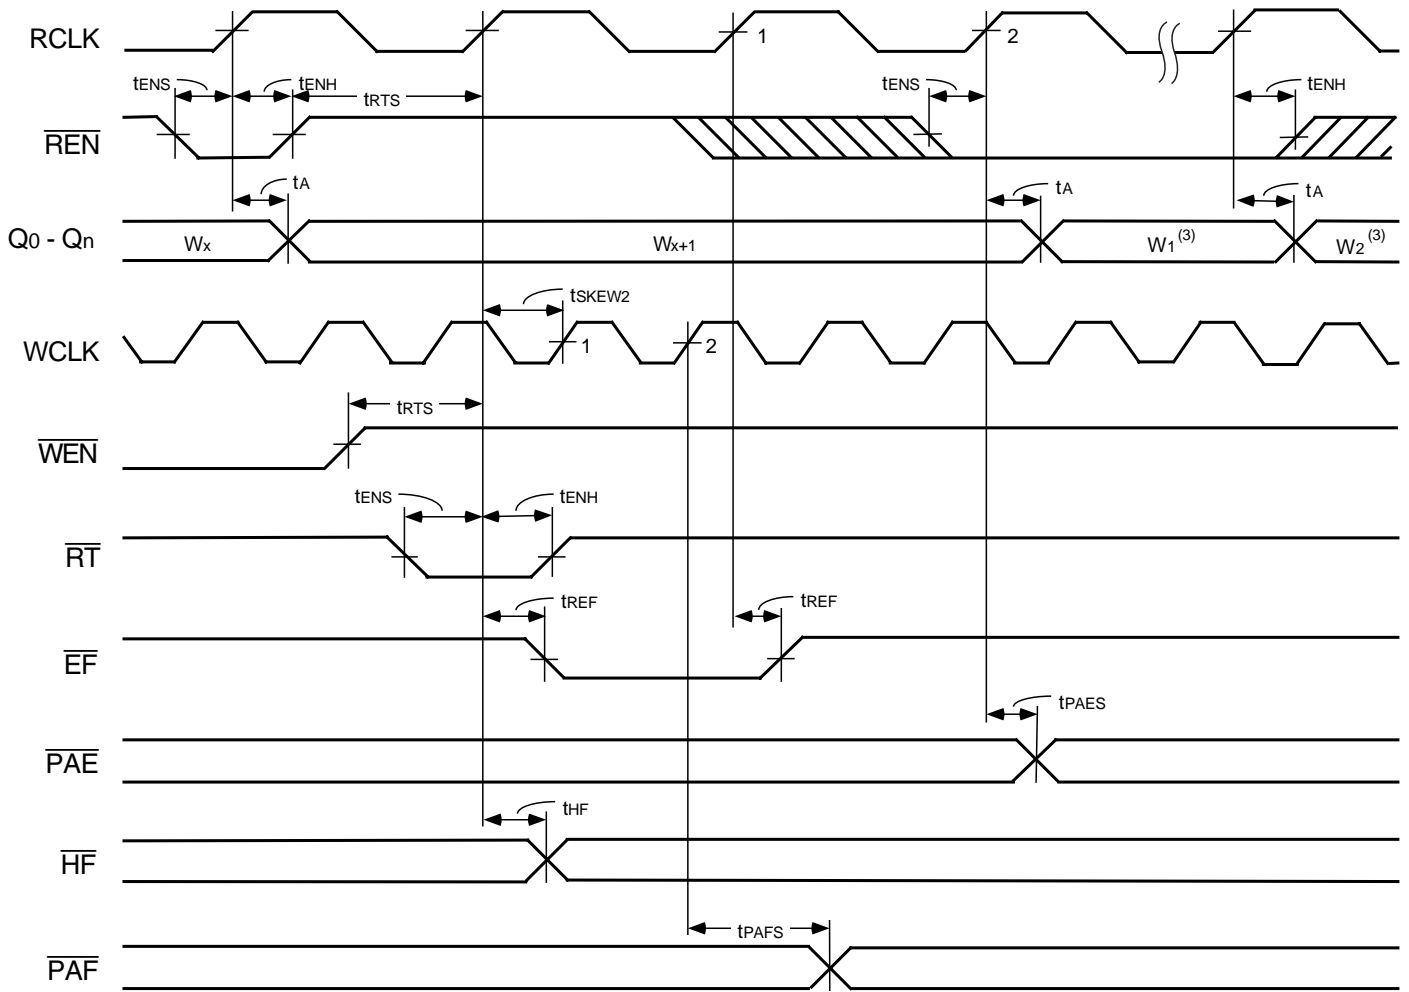 RCLK 1 2
tENS tENH tRTS tENS tENH
REN
tA tA tA
Q0 - Qn Wx Wx+1 W1(3) W2(3)
tSKEW2
WCLK 1 2
tRTS
WEN
tENS tENH
RT
tREF tREF
EF
tPAES
PAE
tHF
HF
tPAFS
PAF